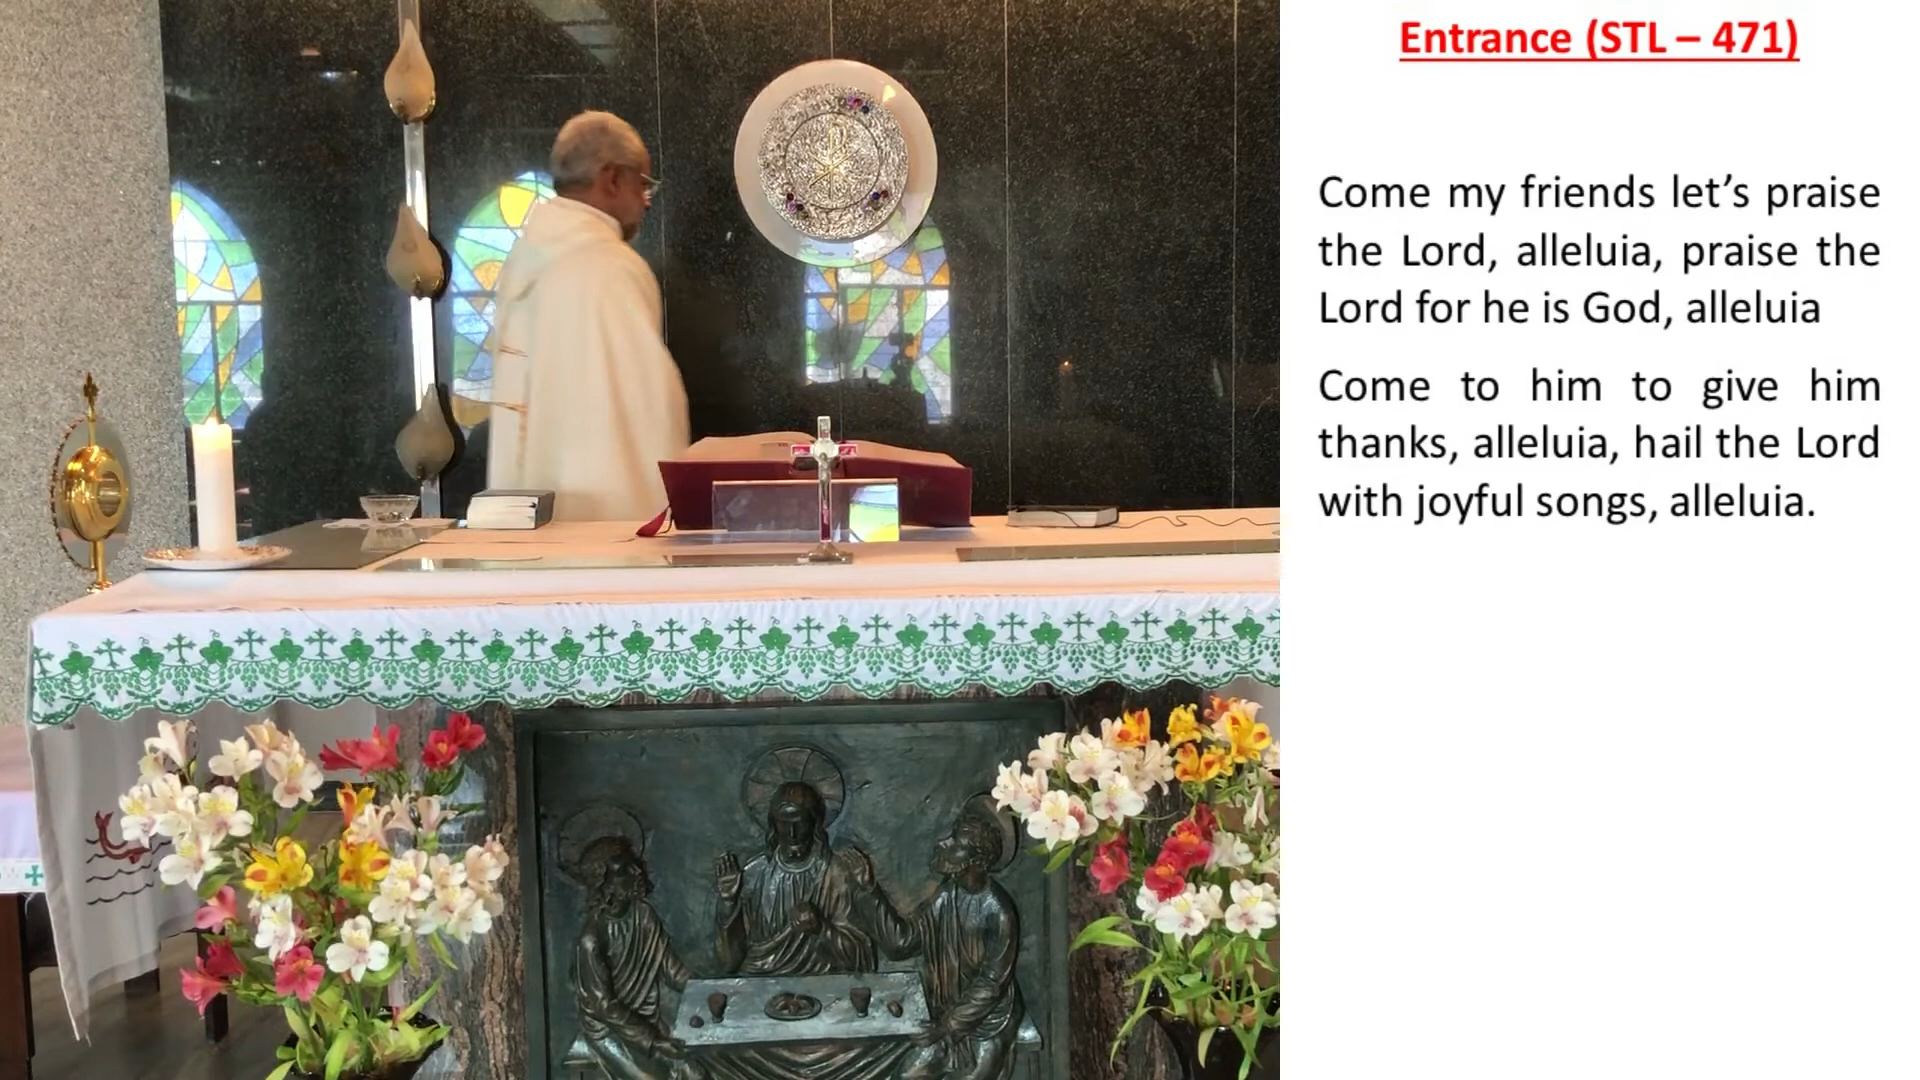 Entrance (STL – 471)
Come my friends let’s praise
the Lord, alleluia, praise the
Lord for he is God, alleluia
Come to him to give him
thanks, alleluia, hail the Lord
with joyful songs, alleluia.